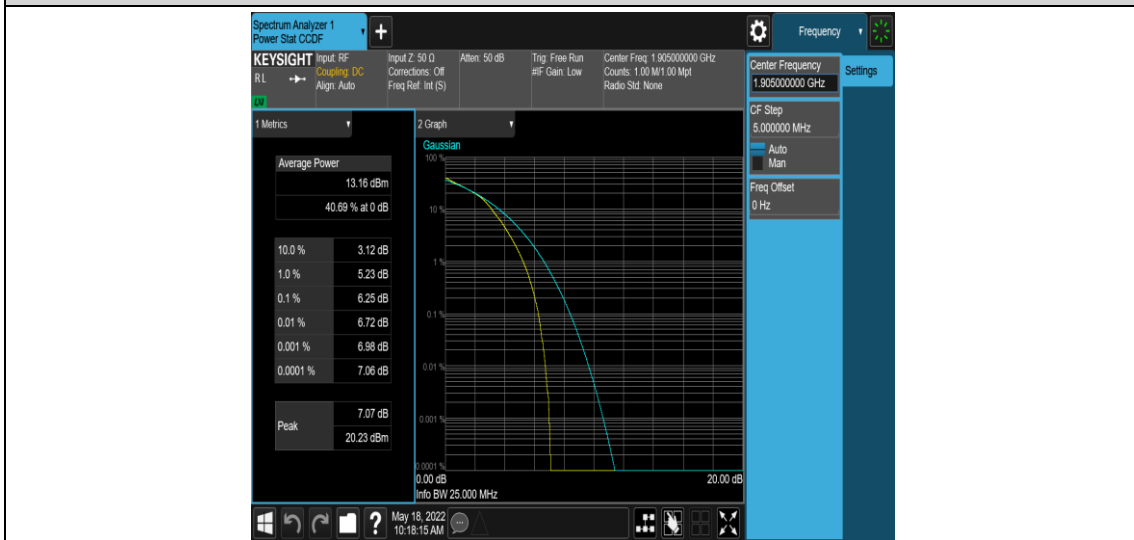 Spectrum Analyzer 1
Power Stat CCDF
+
Frequency
KEYSIGHT
RL
LXI
Input: RF
Coupling: DC
Align: Auto
Input Z: 50 Ω
Corrections: Off
Freq Ref: Int (S)
Atten: 50 dB
Trig: Free Run
#IF Gain: Low
Center Freq: 1.905000000 GHz
Counts: 1.00 M/1.00 Mpt
Radio Std: None
Center Frequency
1.905000000 GHz
Settings
CF Step
5.000000 MHz
Auto
Man
Freq Offset
0 Hz
1 Metrics
Average Power
13.16 dBm
40.69 % at 0 dB
10.0 % 3.12 dB
1.0 % 5.23 dB
0.1 % 6.25 dB
0.01 % 6.72 dB
0.001 % 6.98 dB
0.0001 % 7.06 dB
Peak
7.07 dB
20.23 dBm
2 Graph
Gaussian
100 %
10 %
1 %
0.1 %
0.01 %
0.001 %
0.0001 %
0.00 dB 20.00 dB
Info BW 25.000 MHz
?
May 18, 2022
10:18:15 AM